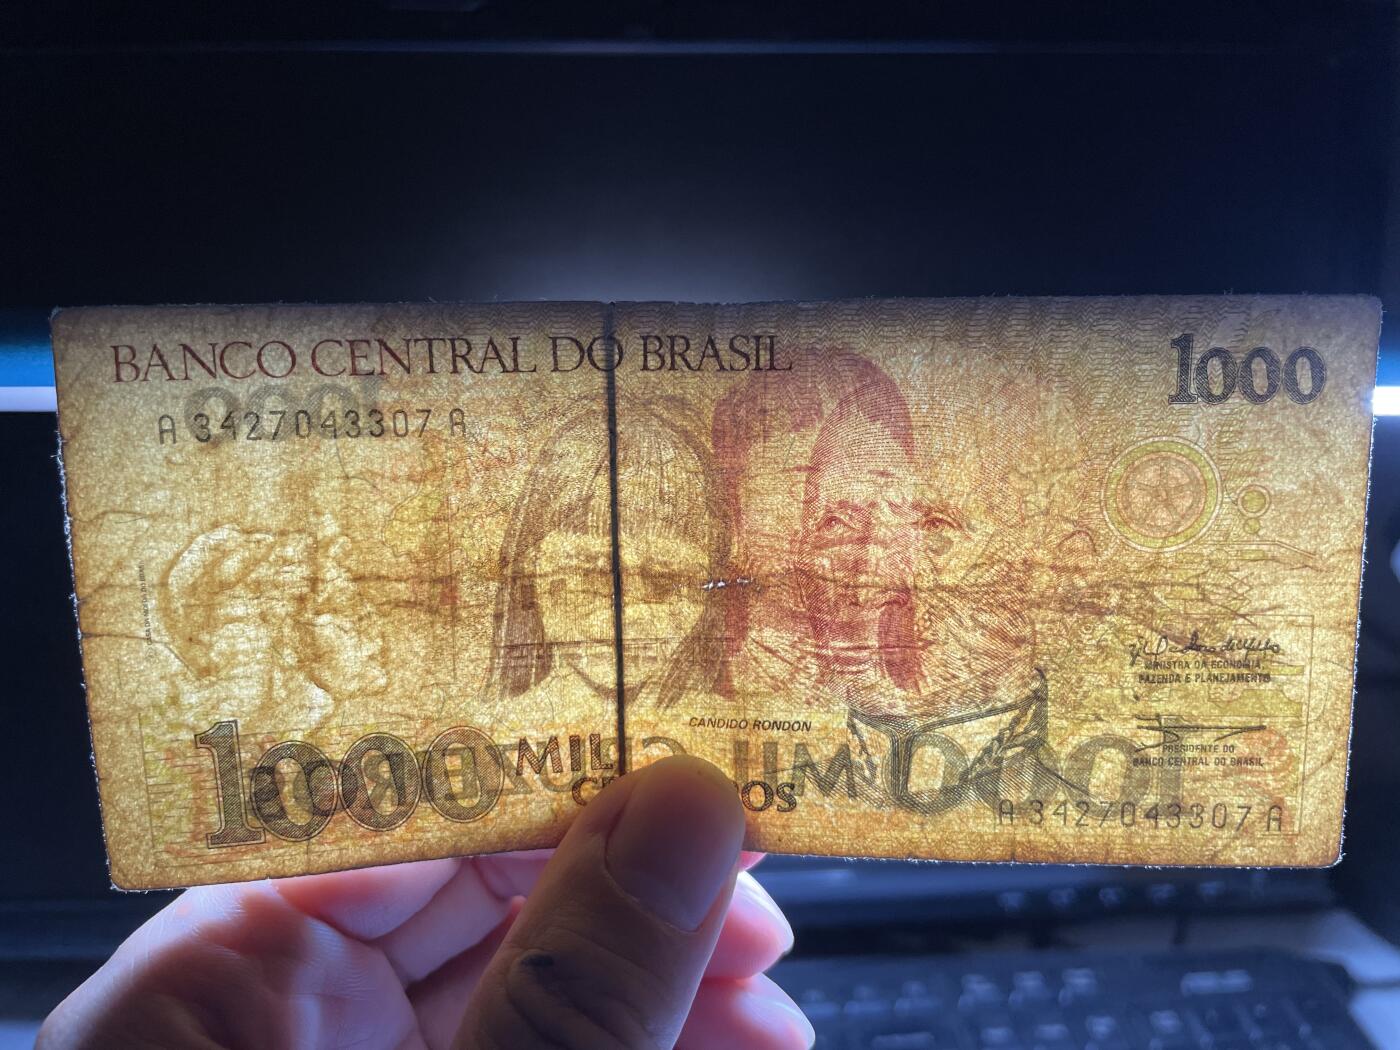 BANCO CENTRAL DO BRASIL
1000
A 3427043307 A
MINISTRA DA ECONOMIA,
FAZENDA E PLANEJAMENTO
CANDIDO RONDON
1000 MIL
PRESIDENTE DO
BANCO CENTRAL DO BRASIL
A 3427043307 A